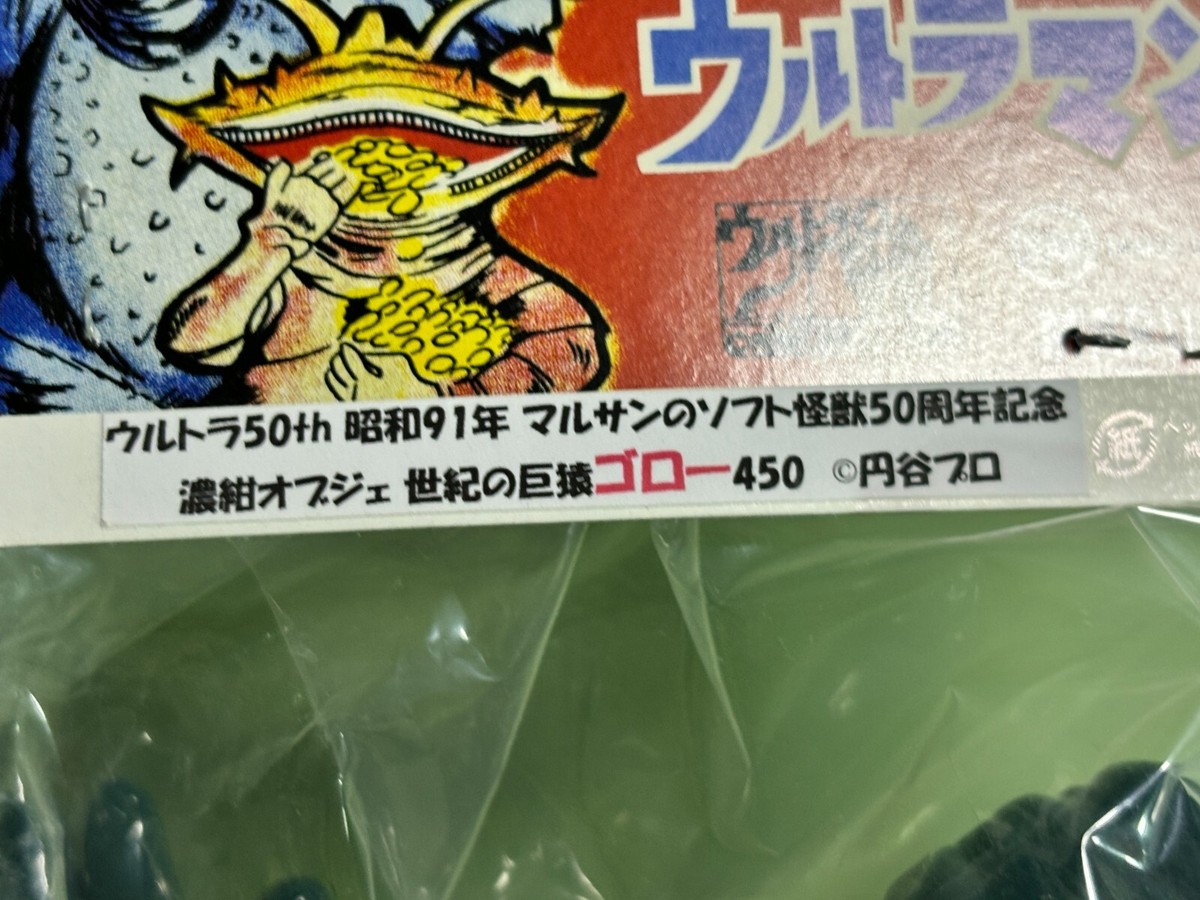 ウルトラマン
ウルトラ50th 昭和91年 マルサンのソフト怪獣50周年記念
濃紺オブジェ 世紀の巨猿ゴロー450 ©円谷プロ
紙